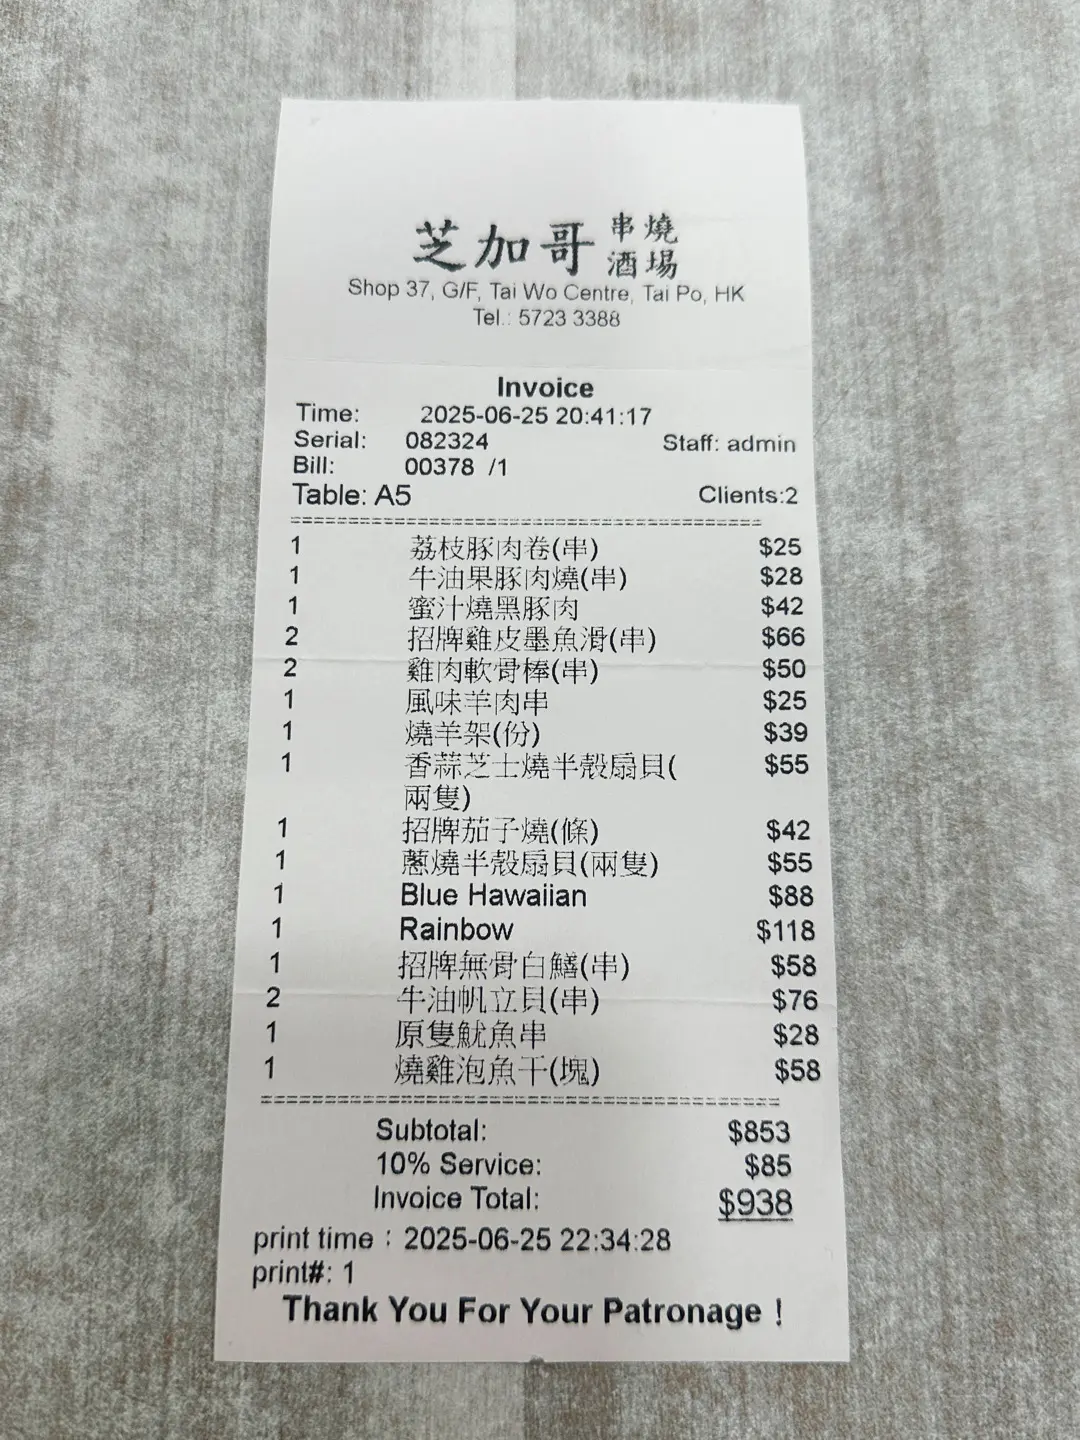 芝加哥 串燒酒場
Shop 37, G/F, Tai Wo Centre, Tai Po, HK
Tel.: 5723 3388
Invoice
Time: 2025-06-25 20:41:17
Serial: 082324 Staff: admin
Bill: 00378 /1
Table: A5 Clients:2
1 荔枝豚肉卷(串) $25
1 牛油果豚肉燒(串) $28
1 蜜汁燒黑豚肉 $42
2 招牌雞皮墨魚滑(串) $66
2 雞肉軟骨棒(串) $50
1 風味羊肉串 $25
1 燒羊架(份) $39
1 香蒜芝士燒半殼扇貝( $55
兩隻)
1 招牌茄子燒(條) $42
1 蔥燒半殼扇貝(兩隻) $55
1 Blue Hawaiian $88
1 Rainbow $118
1 招牌無骨白鱔(串) $58
2 牛油帆立貝(串) $76
1 原隻魷魚串 $28
1 燒雞泡魚干(塊) $58
Subtotal: $853
10% Service: $85
Invoice Total: $938
print time：2025-06-25 22:34:28
print#: 1
Thank You For Your Patronage！